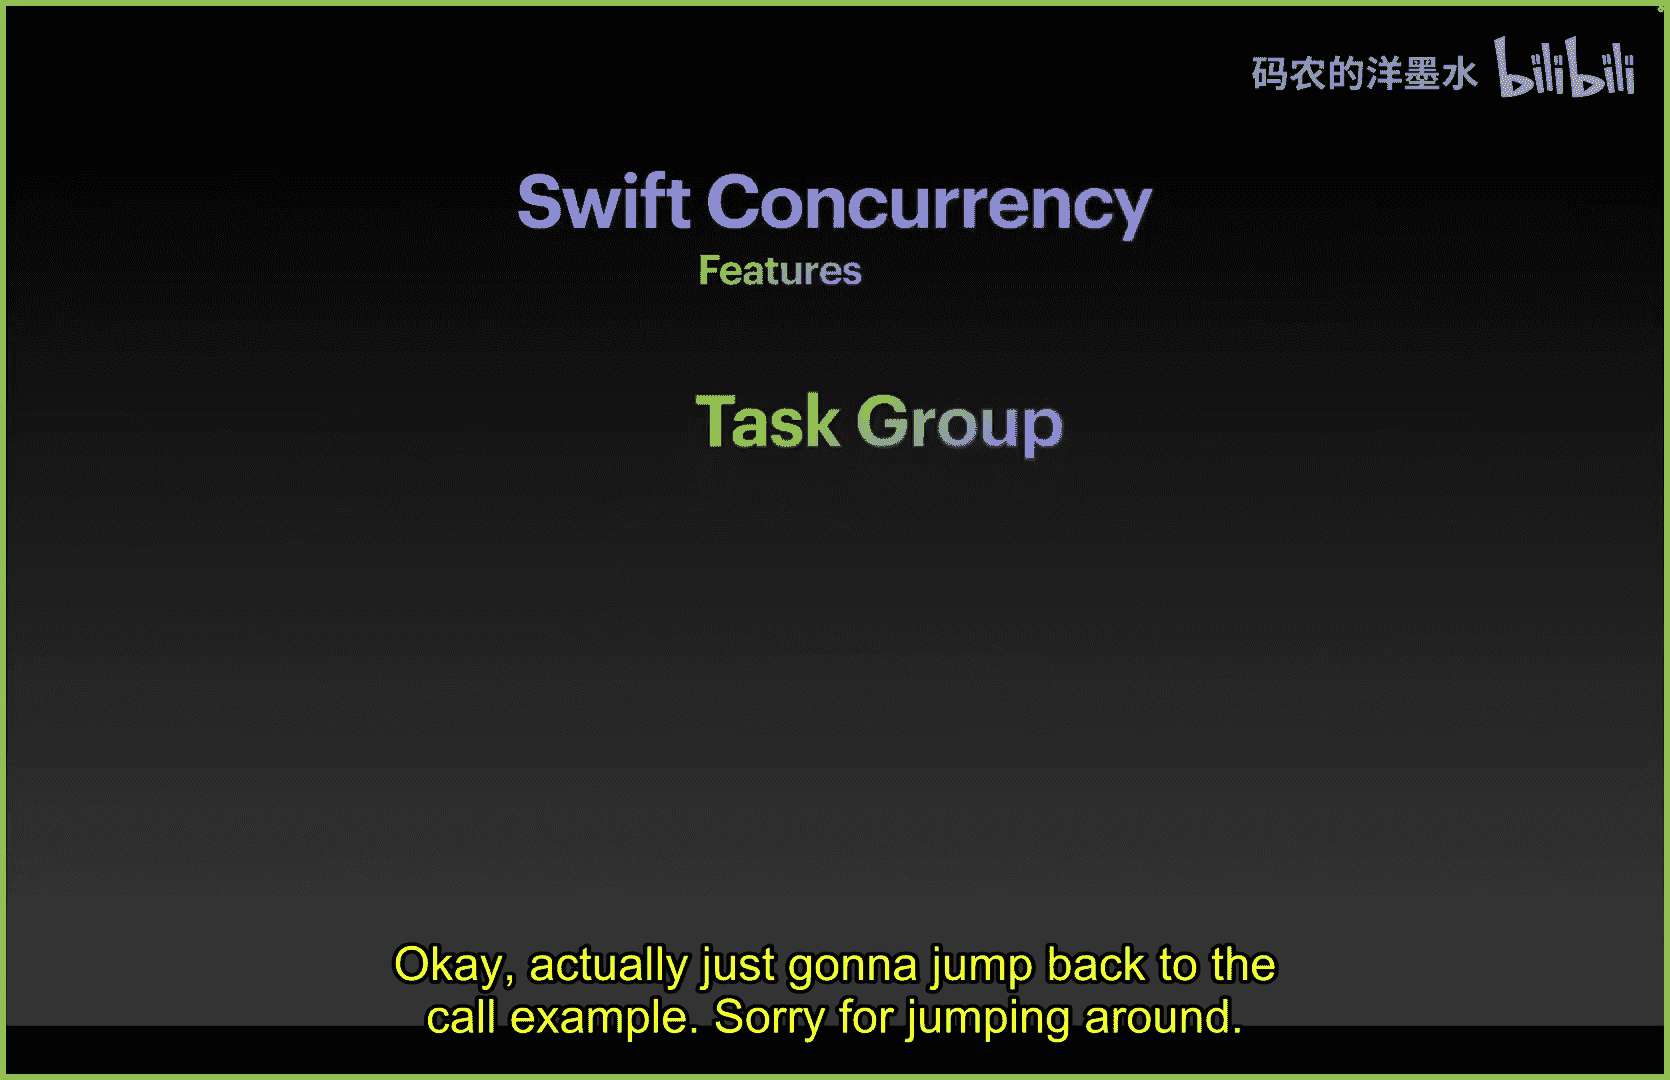 码农的洋墨水 bilibili
Swift Concurrency
Features
Task Group
Okay, actually just gonna jump back to the
call example. Sorry for jumping around.